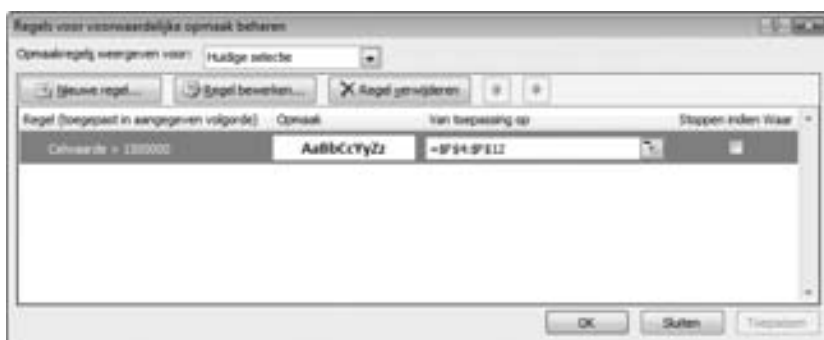 Regels voor voorwaardelijke opmaak beheren
Opmaakregels weergeven voor: Huidige selectie
Nieuwe regel... Regel bewerken... Regel verwijderen
Regel (toegepast in aangegeven volgorde) Opmaak Van toepassing op Stoppen indien Waar
Celwaarde > AaBbCcYyZz =$F$4:$F$12
OK Sluiten Toepassen